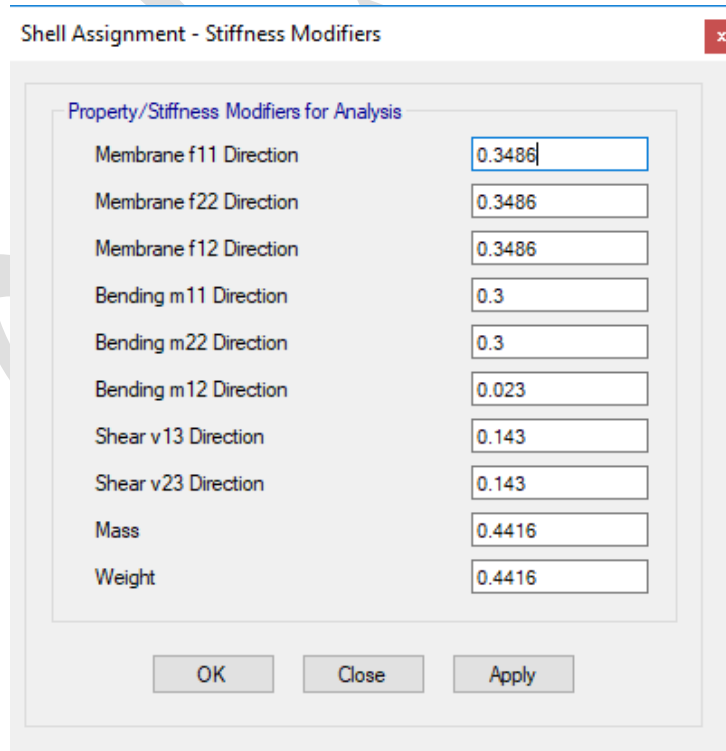 Shell Assignment - Stiffness Modifiers
x
Property/Stiffness Modifiers for Analysis
Membrane f11 Direction 0.3486
Membrane f22 Direction 0.3486
Membrane f12 Direction 0.3486
Bending m11 Direction 0.3
Bending m22 Direction 0.3
Bending m12 Direction 0.023
Shear v13 Direction 0.143
Shear v23 Direction 0.143
Mass 0.4416
Weight 0.4416
OK Close Apply